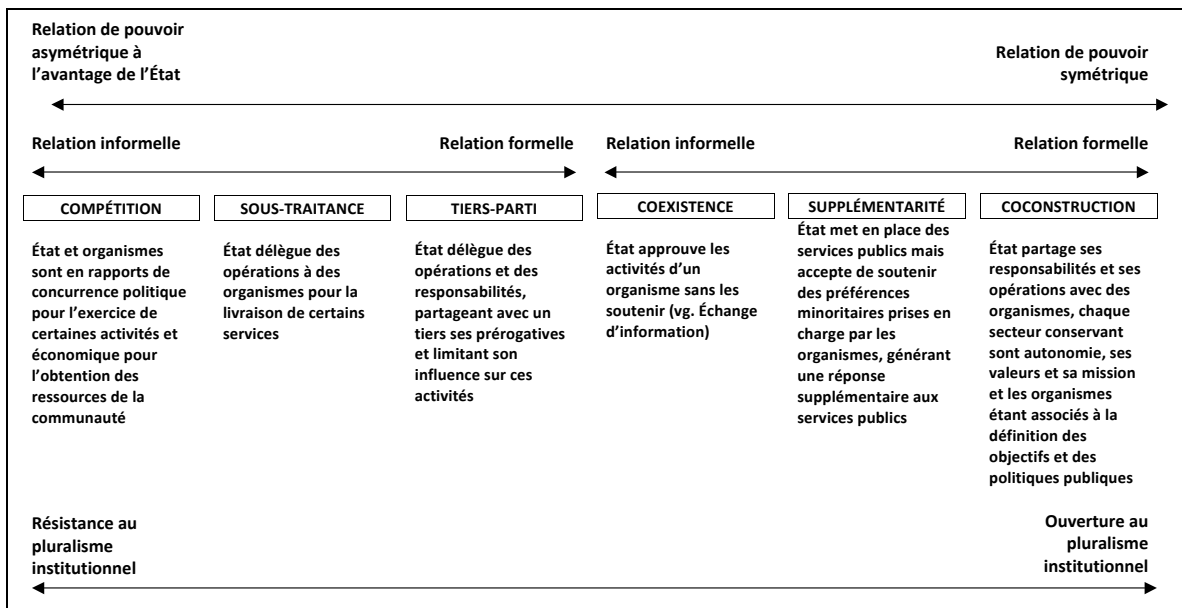 Relation de pouvoir
asymétrique à
l'avantage de l'État
Relation de pouvoir
symétrique
Relation informelle
Relation formelle
Relation informelle
Relation formelle
COMPÉTITION
SOUS-TRAITANCE
TIERS-PARTI
COEXISTENCE
SUPPLÉMENTARITÉ
COCONSTRUCTION
État et organismes
sont en rapports de
concurrence politique
pour l'exercice de
certaines activités et
économique pour
l'obtention des
ressources de la
communauté
État délègue des
opérations à des
organismes pour la
livraison de certains
services
État délègue des
opérations et des
responsabilités,
partageant avec un
tiers ses prérogatives
et limitant son
influence sur ces
activités
État approuve les
activités d'un
organisme sans les
soutenir (vg. Échange
d'information)
État met en place des
services publics mais
accepte de soutenir
des préférences
minoritaires prises en
charge par les
organismes, générant
une réponse
supplémentaire aux
services publics
État partage ses
responsabilités et ses
opérations avec des
organismes, chaque
secteur conservant
sont autonomie, ses
valeurs et sa mission
et les organismes
étant associés à la
définition des
objectifs et des
politiques publiques
Résistance au
pluralisme
institutionnel
Ouverture au
pluralisme
institutionnel